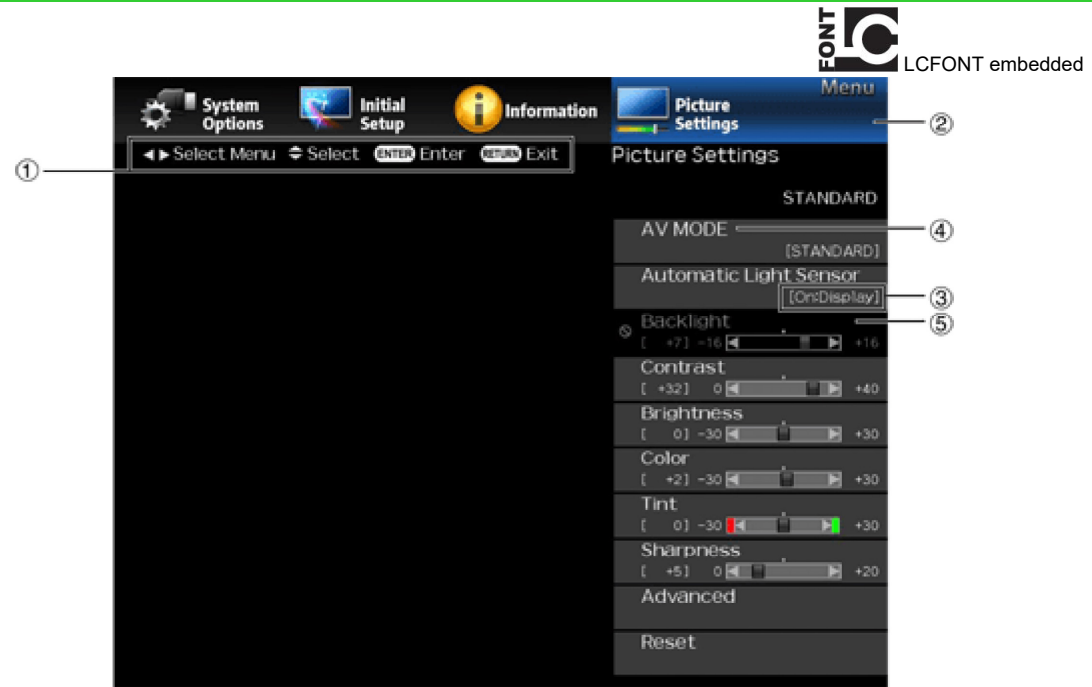 FONT LC
LCFONT embedded
Menu
System
Options
Initial
Setup
Information
Picture
Settings
②
① ◄►Select Menu Select ENTER Enter RETURN Exit
Picture Settings
STANDARD
AV MODE ④
[STANDARD]
Automatic Light Sensor
[On:Display] ③
Backlight ⑤
[ +7] -16 +16
Contrast
[ +32] 0 +40
Brightness
[ 0] -30 +30
Color
[ +2] -30 +30
Tint
[ 0] -30 +30
Sharpness
[ +5] 0 +20
Advanced
Reset